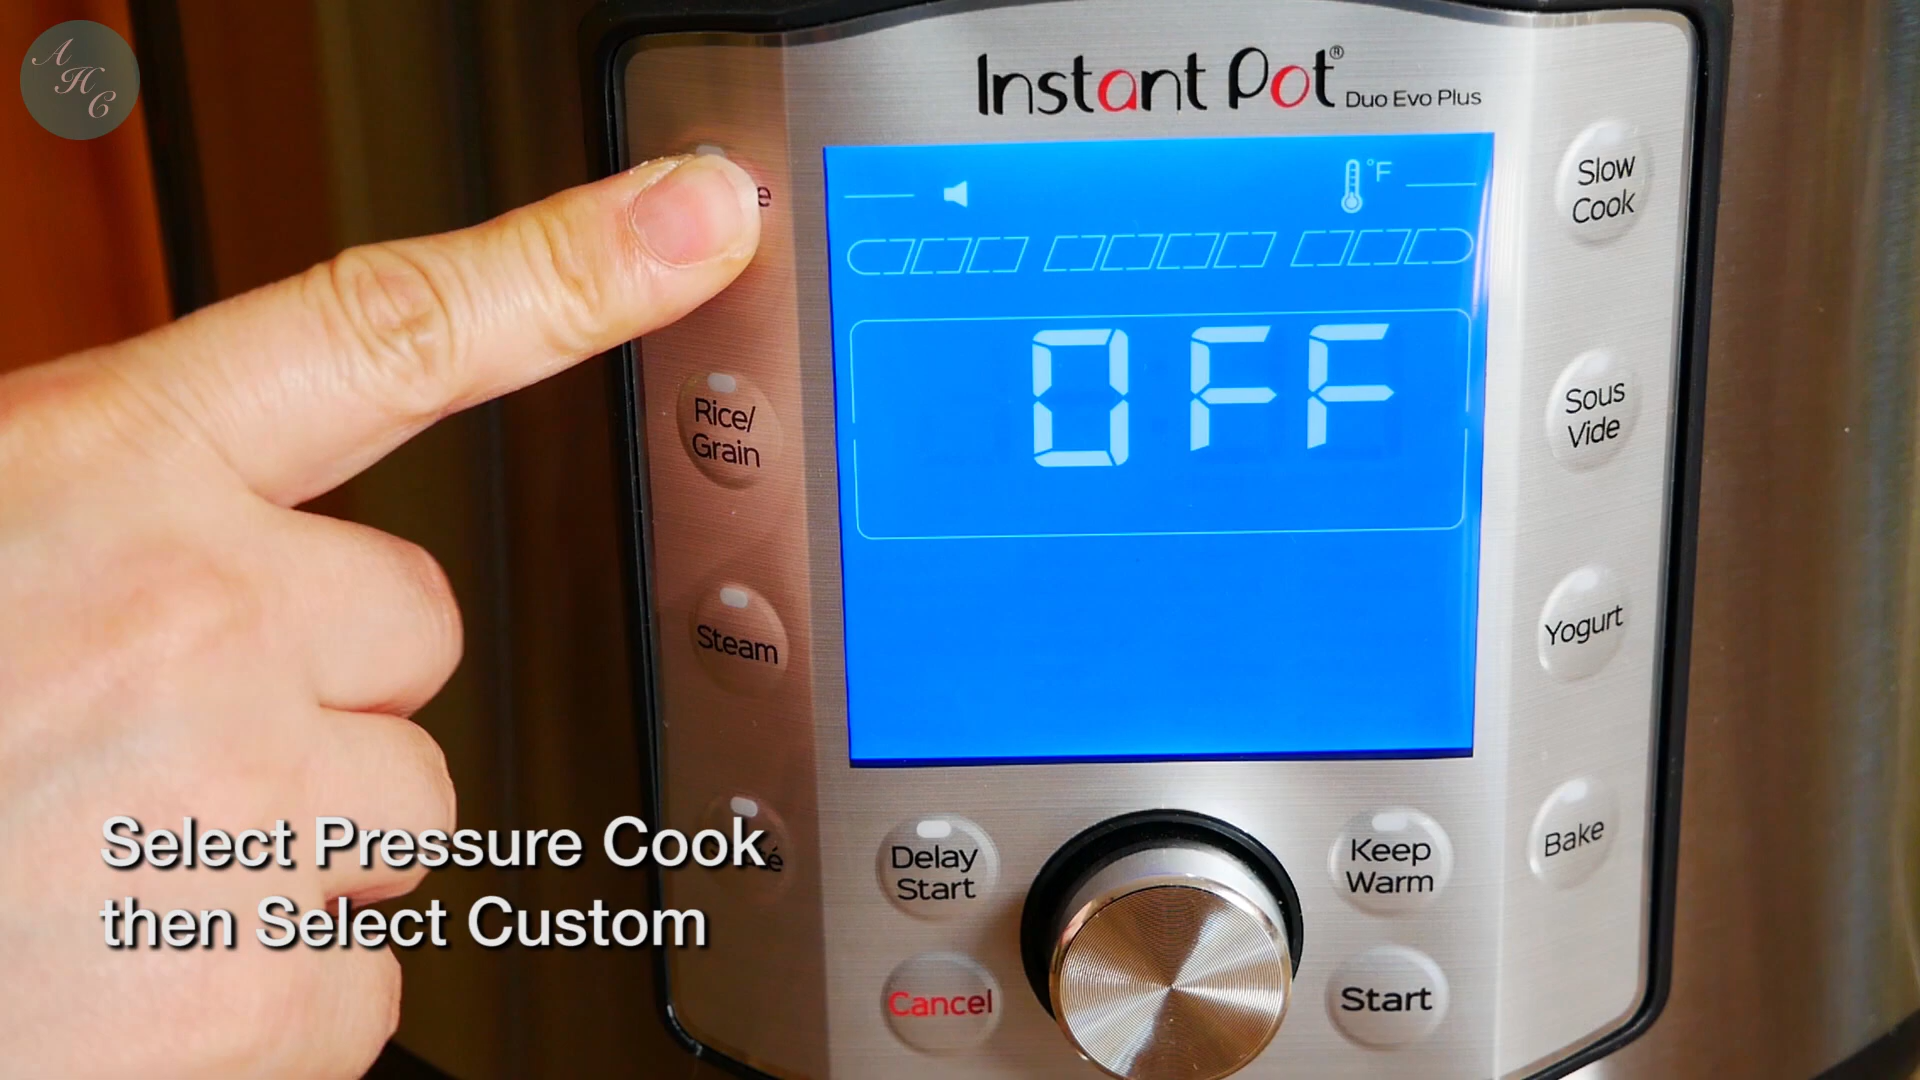 A
H
C
Instant Pot®
Duo Evo Plus
°F
OFF
Rice/
Grain
Steam
Slow
Cook
Sous
Vide
Yogurt
Bake
Delay
Start
Keep
Warm
Cancel
Start
Select Pressure Cook
then Select Custom